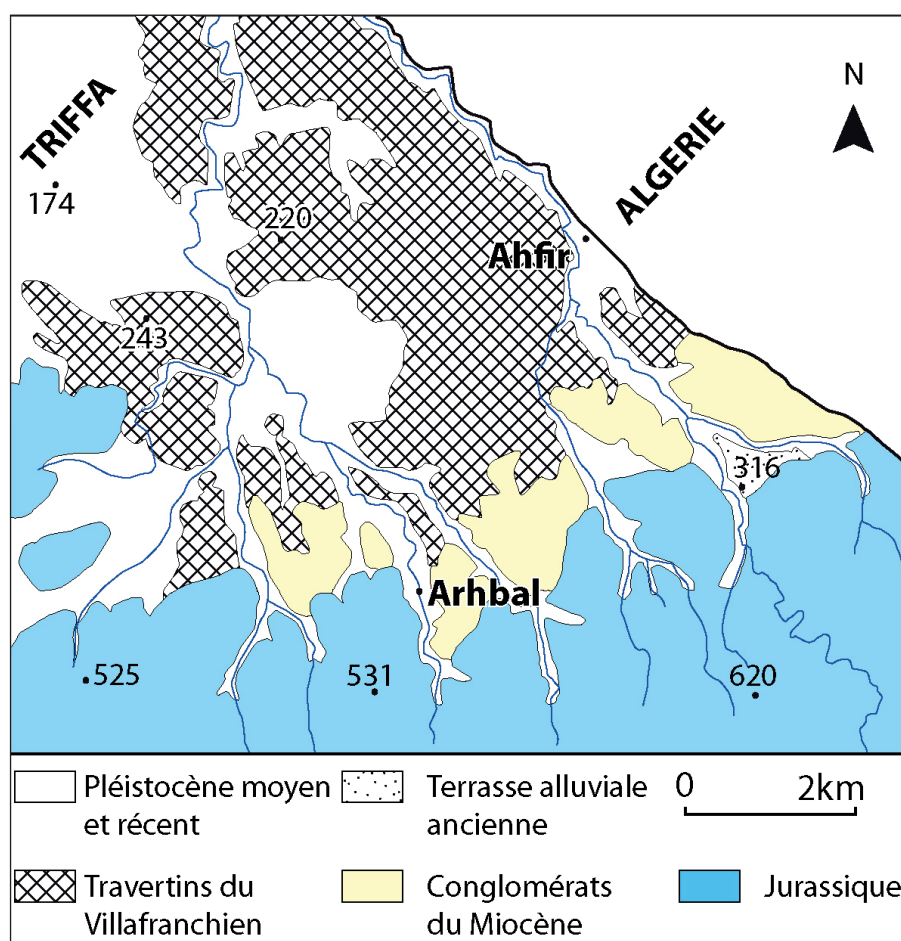 N
TRIFFA
ALGERIE
174
220
Ahfir
243
316
Arhbal
525
531
620
Pléistocène moyen
et récent
Terrasse alluviale
ancienne
0 2km
Travertins du
Villafranchien
Conglomérats
du Miocène
Jurassique